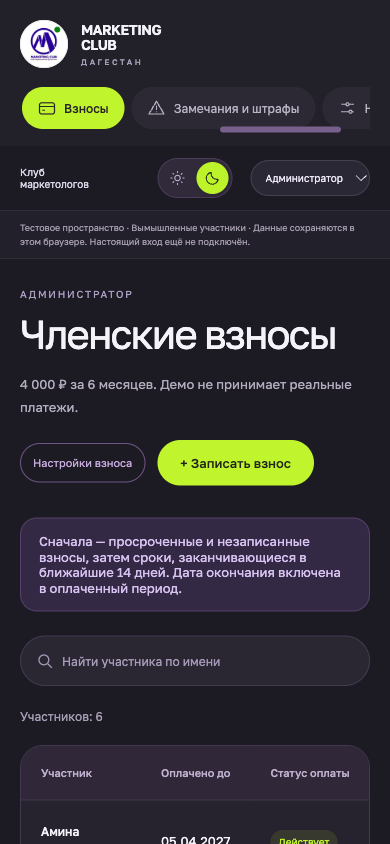 MARKETING
CLUB
ДАГЕСТАН
Взносы
Замечания и штрафы
Клуб
маркетологов
Администратор
Тестовое пространство · Вымышленные участники · Данные сохраняются в
этом браузере. Настоящий вход ещё не подключён.
АДМИНИСТРАТОР
Членские взносы
4 000 ₽ за 6 месяцев. Демо не принимает реальные
платежи.
Настройки взноса
+ Записать взнос
Сначала — просроченные и незаписанные
взносы, затем сроки, заканчивающиеся в
ближайшие 14 дней. Дата окончания включена
в оплаченный период.
Найти участника по имени
Участников: 6
Участник Оплачено до Статус оплаты
Амина
05.04.2027 Действует